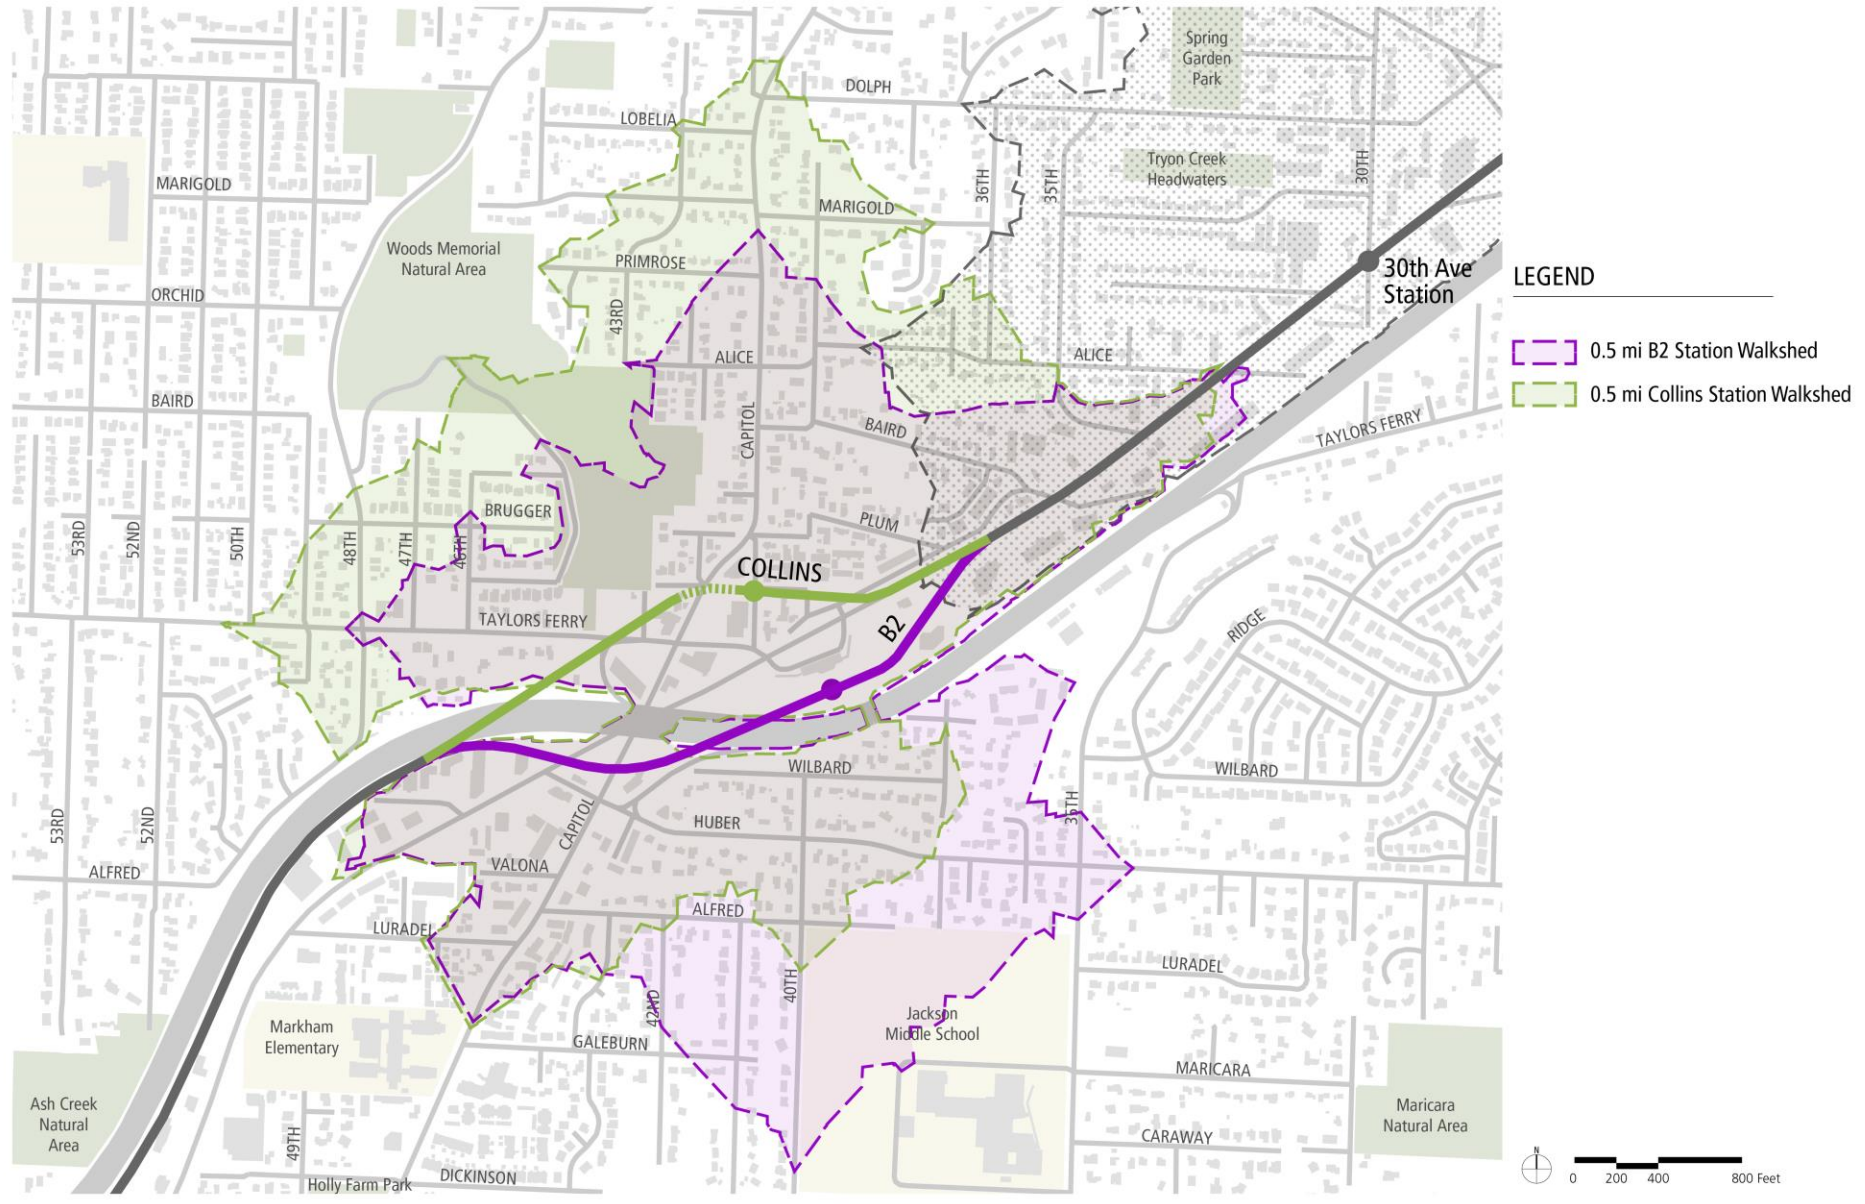 Spring
Garden
Park
DOLPH
LOBELIA
Tryon Creek
Headwaters
30TH
36TH
35TH
MARIGOLD
MARIGOLD
Woods Memorial
Natural Area
PRIMROSE
30th Ave
Station
LEGEND
ORCHID
43RD
0.5 mi B2 Station Walkshed
ALICE
ALICE
0.5 mi Collins Station Walkshed
BAIRD
CAPITOL
BAIRD
TAYLORS FERRY
BRUGGER
PLUM
53RD
52ND
50TH
48TH
47TH
46TH
COLLINS
TAYLORS FERRY
B2
RIDGE
WILBARD
WILBARD
53RD
52ND
CAPITOL
HUBER
35TH
VALONA
ALFRED
ALFRED
LURADEL
LURADEL
40TH
42ND
Jackson
Middle School
Markham
Elementary
GALEBURN
MARICARA
Ash Creek
Natural
Area
Maricara
Natural Area
49TH
CARAWAY
DICKINSON
Holly Farm Park
N
0 200 400 800 Feet